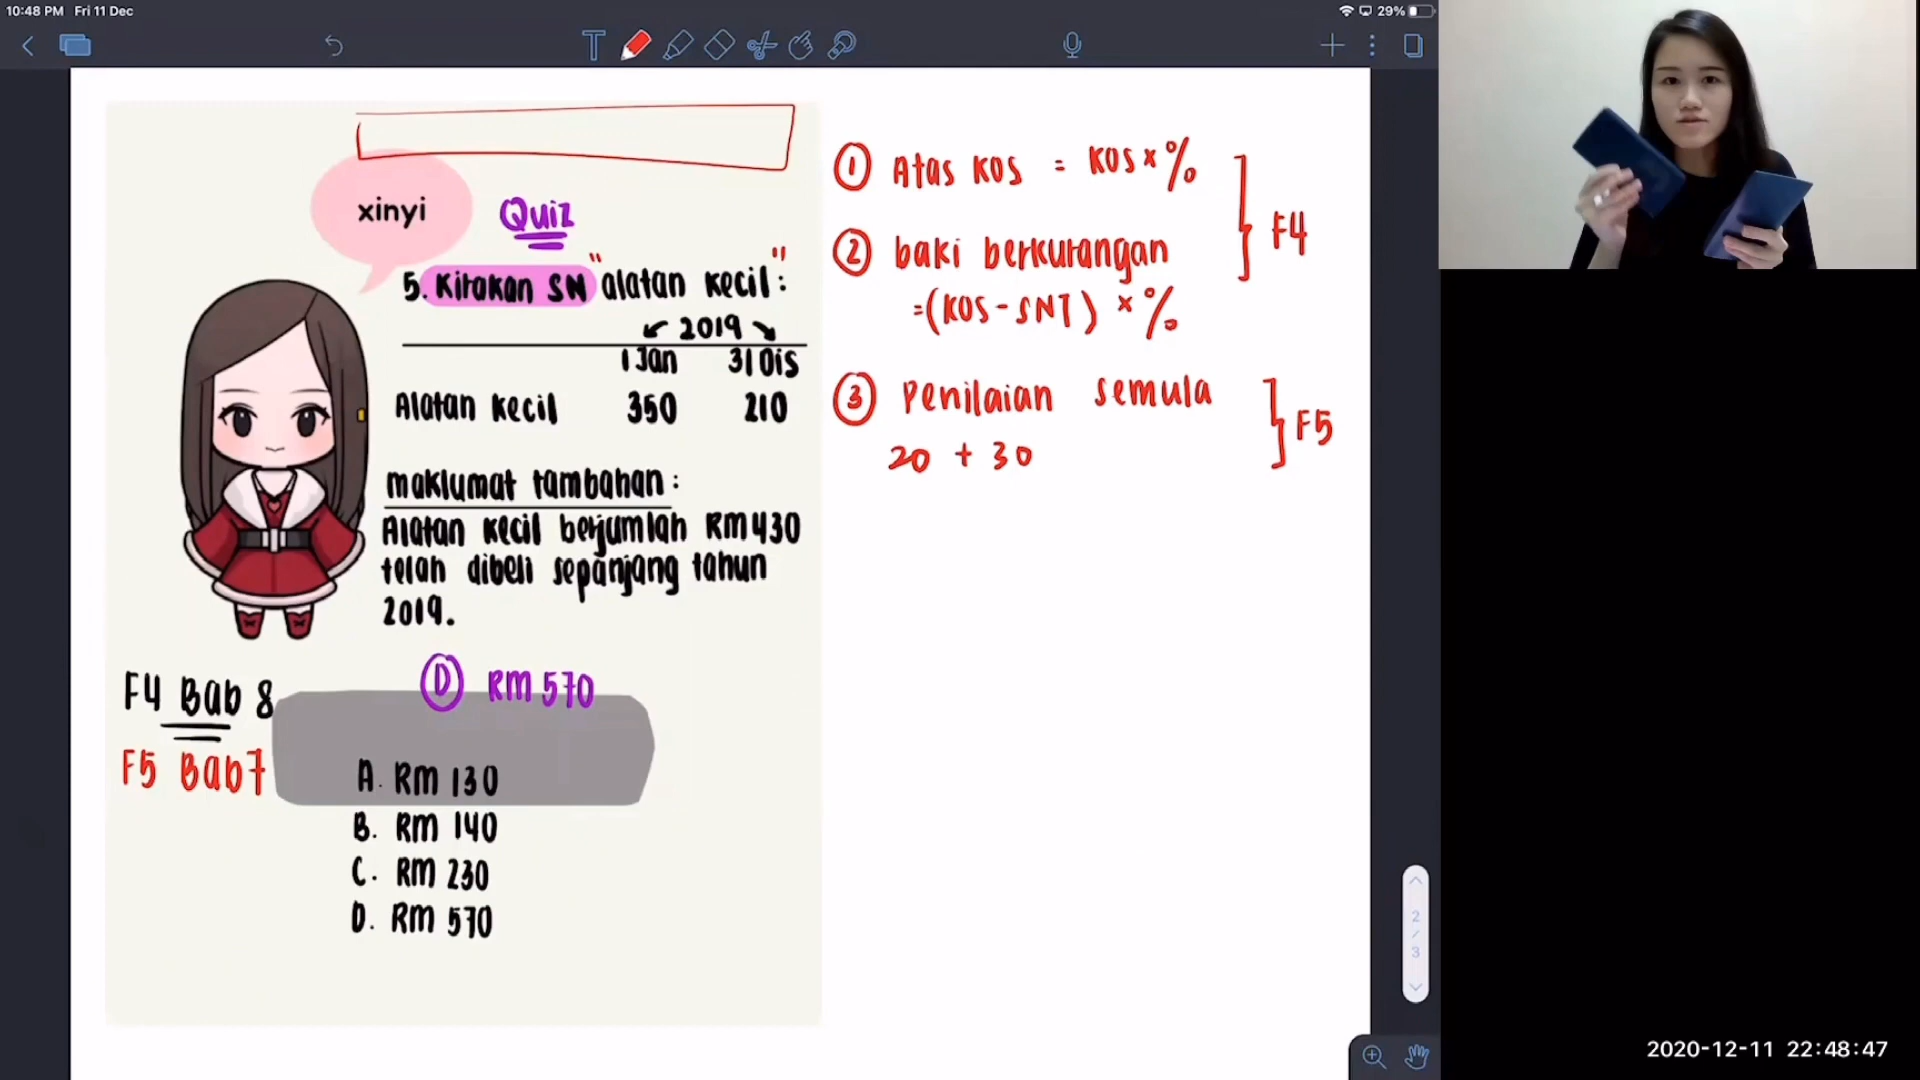 10:48 PM Fri 11 Dec
29%
xinyi
Quiz
5. Kirakan SN "alatan kecil":
2019
1 Jan 31 Dis
Alatan kecil 350 210
maklumat tambahan:
Alatan kecil berjumlah RM430
telah dibeli sepanjang tahun
2019.
D RM 570
F4 Bab 8
F5 Bab7
A. RM 130
B. RM 140
C. RM 230
D. RM 570
1 Atas KOS = KOS × %
2 baki berkurangan
=(KOS - SNT) × %
F4
3 Penilaian semula
20 + 30
F5
2
/
3
2020-12-11 22:48:47